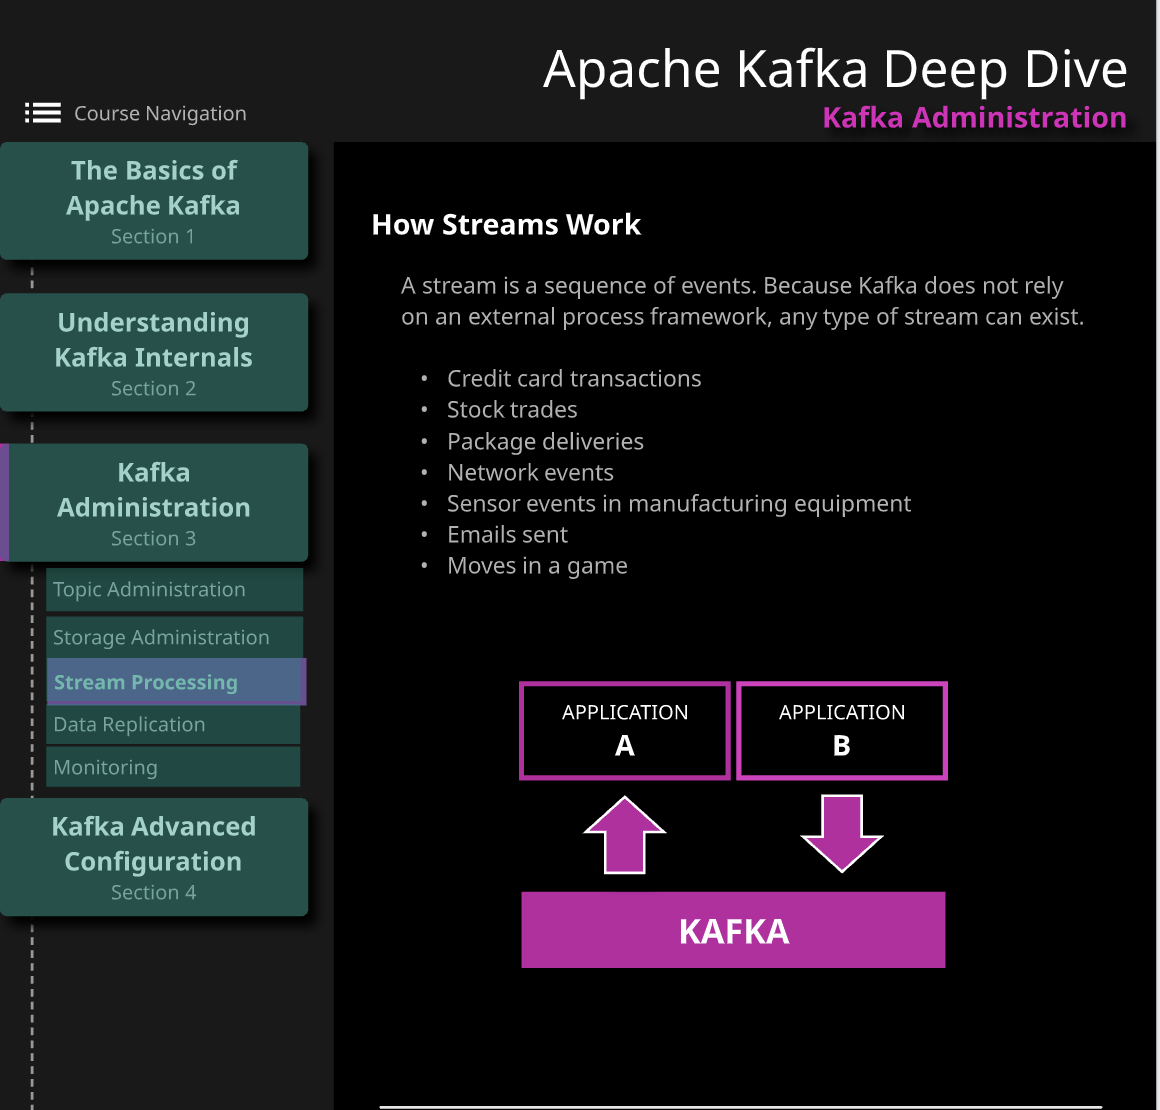 Apache Kafka Deep Dive
Kafka Administration
Course Navigation
The Basics of
Apache Kafka
Section 1
Understanding
Kafka Internals
Section 2
Kafka
Administration
Section 3
Topic Administration
Storage Administration
Stream Processing
Data Replication
Monitoring
Kafka Advanced
Configuration
Section 4
How Streams Work
A stream is a sequence of events. Because Kafka does not rely
on an external process framework, any type of stream can exist.
• Credit card transactions
• Stock trades
• Package deliveries
• Network events
• Sensor events in manufacturing equipment
• Emails sent
• Moves in a game
APPLICATION
A
APPLICATION
B
KAFKA